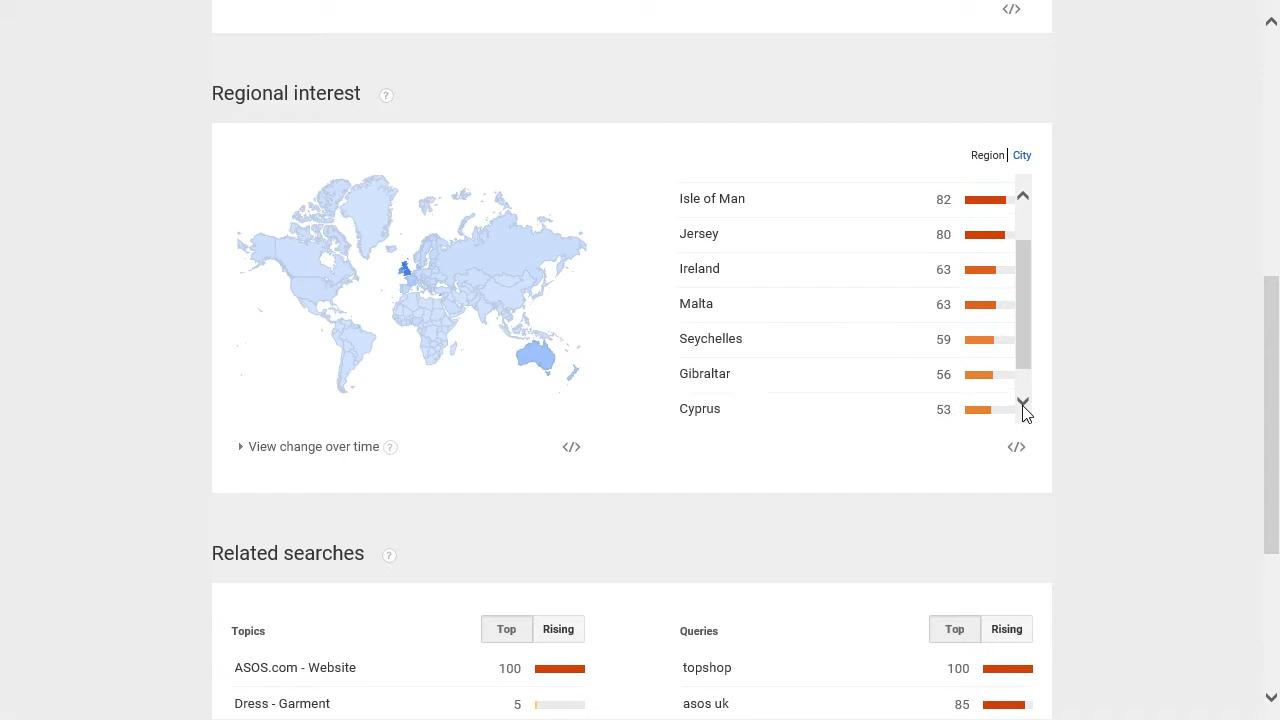 </>
Regional interest ?
Region City
Isle of Man 82
Jersey 80
Ireland 63
Malta 63
Seychelles 59
Gibraltar 56
Cyprus 53
View change over time ? </> </>
Related searches ?
Topics Top Rising
ASOS.com - Website 100
Dress - Garment 5
Queries Top Rising
topshop 100
asos uk 85